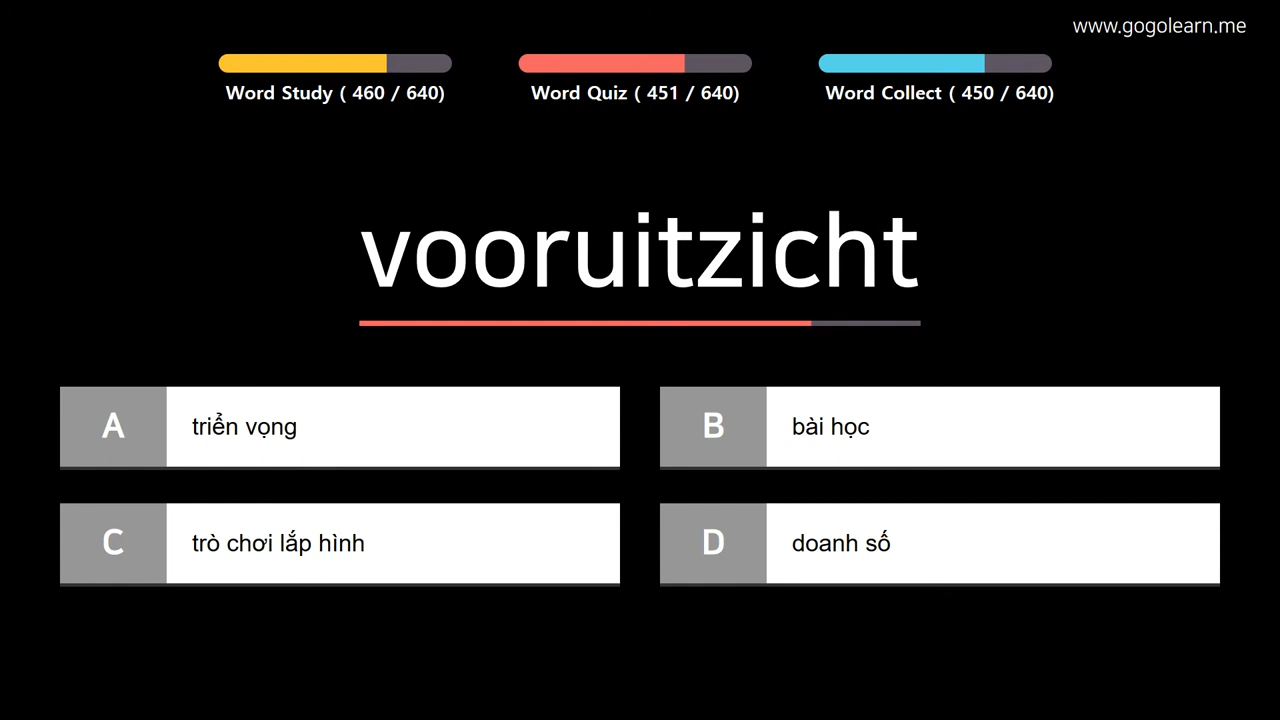 www.gogolearn.me
Word Study ( 460 / 640)
Word Quiz ( 451 / 640)
Word Collect ( 450 / 640)
vooruitzicht
A
triển vọng
B
bài học
C
trò chơi lắp hình
D
doanh số